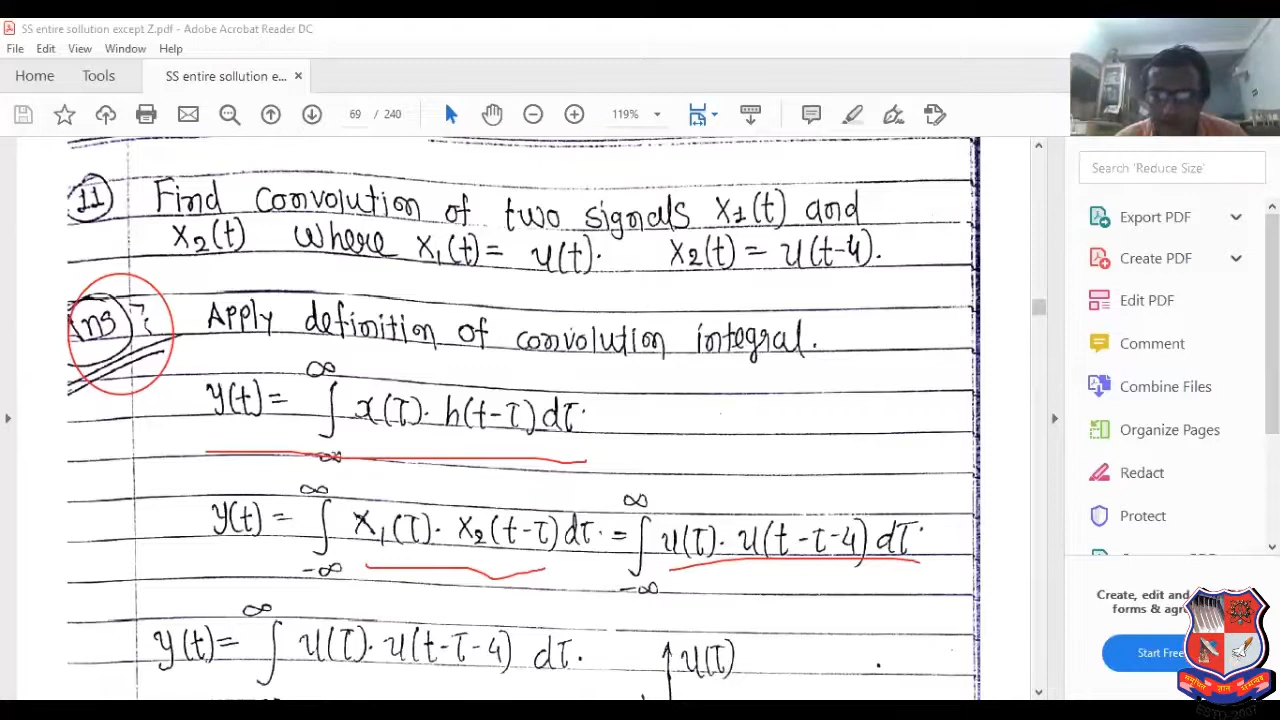 SS entire sollution except Z.pdf - Adobe Acrobat Reader DC
File Edit View Window Help
Home Tools SS entire sollution e... ×
69 / 240 119%
Search 'Reduce Size'
Export PDF
Create PDF
Edit PDF
Comment
Combine Files
Organize Pages
Redact
Protect
Create, edit and
forms & agr
Start Free
11 Find Convolution of two signals x1(t) and
x2(t) where x1(t) = u(t). x2(t) = u(t-4).
Ans : Apply definition of convolution integral.
y(t) = ∫_{-∞}^{∞} x(τ). h(t-τ) dτ.
y(t) = ∫_{-∞}^{∞} x1(τ). x2(t-τ) dτ. = ∫_{-∞}^{∞} u(τ). u(t-τ-4) dτ.
y(t) = ∫^{∞} u(τ). u(t-τ-4) dτ. u(τ)